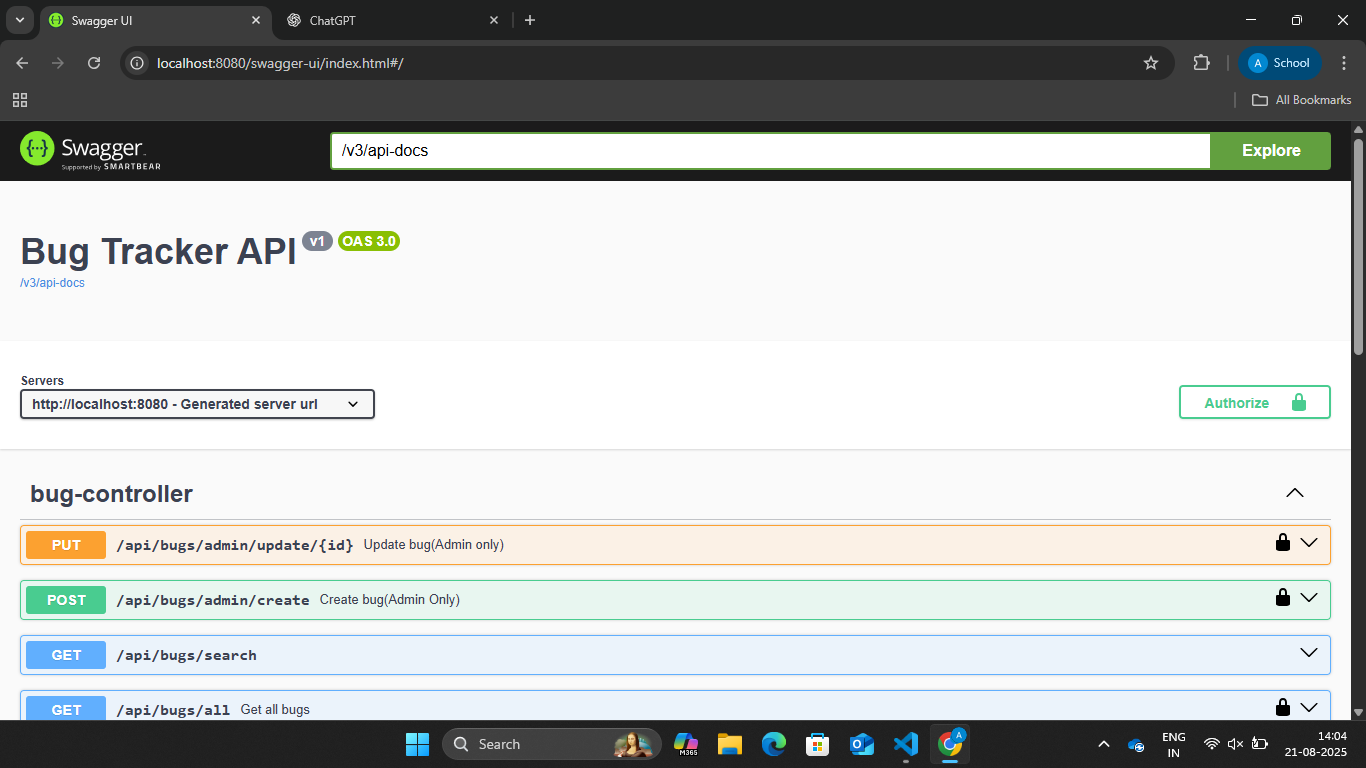 Swagger UI
ChatGPT
localhost:8080/swagger-ui/index.html#/
A School
All Bookmarks
Swagger
Supported by SMARTBEAR
/v3/api-docs
Explore
Bug Tracker API v1 OAS 3.0
/v3/api-docs
Servers
http://localhost:8080 - Generated server url
Authorize
bug-controller
PUT /api/bugs/admin/update/{id} Update bug(Admin only)
POST /api/bugs/admin/create Create bug(Admin Only)
GET /api/bugs/search
GET /api/bugs/all Get all bugs
Search
M365
A
ENG
IN
14:04
21-08-2025